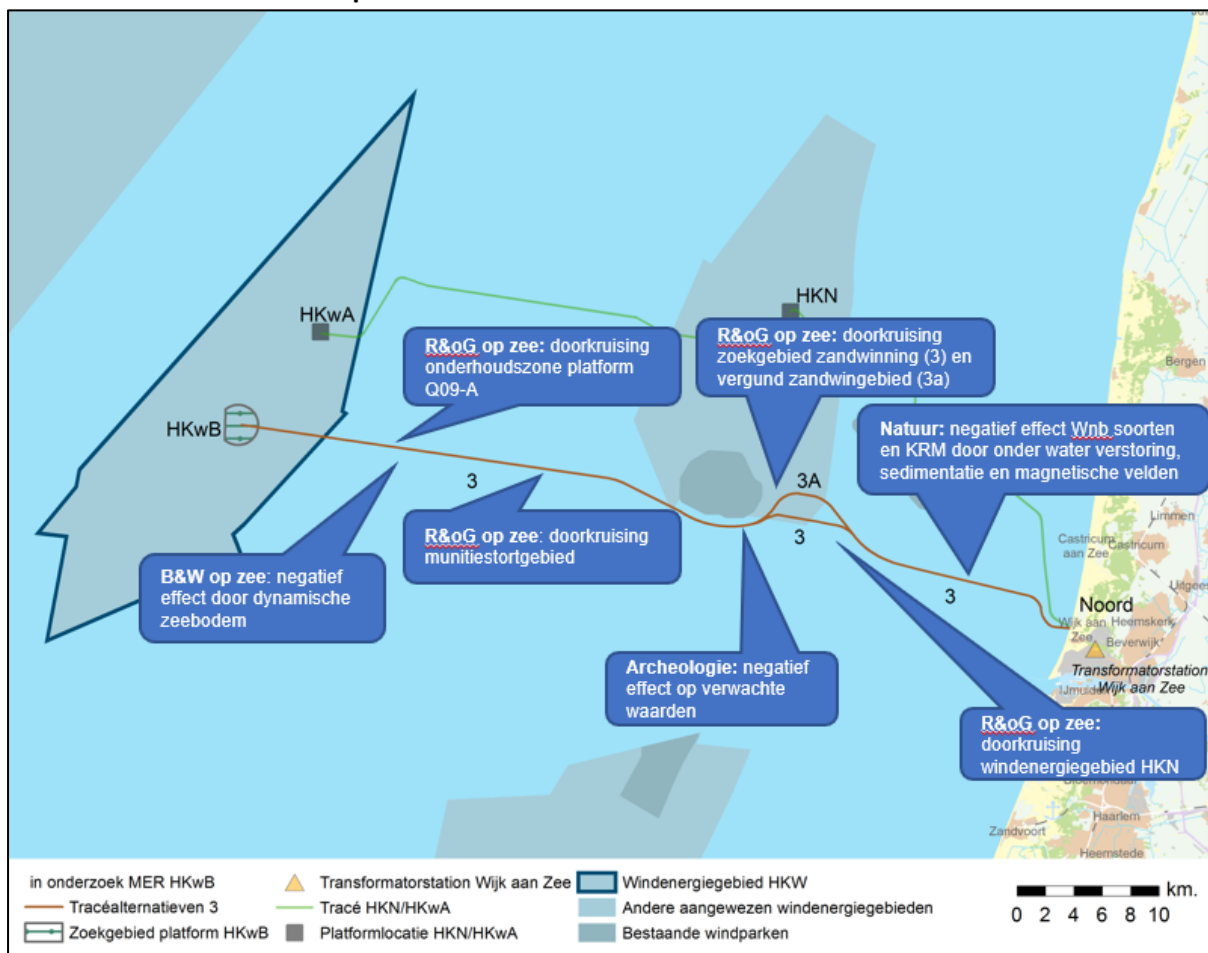 HKwA
HKN
R&oG op zee: doorkruising
onderhoudszone platform
Q09-A
R&oG op zee: doorkruising
zoekgebied zandwinning (3) en
vergund zandwingebied (3a)
Bergen
HKwB
Natuur: negatief effect Wnb soorten
en KRM door onder water verstoring,
sedimentatie en magnetische velden
3
3A
3
Limmen
Castricum
aan Zee
Castricum
R&oG op zee: doorkruising
munitiestortgebied
Uitgees
B&W op zee: negatief
effect door dynamische
zeebodem
3
Noord
Wijk aan
Zee
Heemskerk
Beverwijk
Archeologie: negatief
effect op verwachte
waarden
Transformatorstation
Wijk aan Zee
IJmuiden
R&oG op zee:
doorkruising
windenergiegebied HKN
Haarlem
Zandvoort
Heemstede
in onderzoek MER HKwB
Tracéalternatieven 3
Zoekgebied platform HKwB
Transformatorstation Wijk aan Zee
Tracé HKN/HKwA
Platformlocatie HKN/HKwA
Windenergiegebied HKW
Andere aangewezen windenergiegebieden
Bestaande windparken
km.
0 2 4 6 8 10